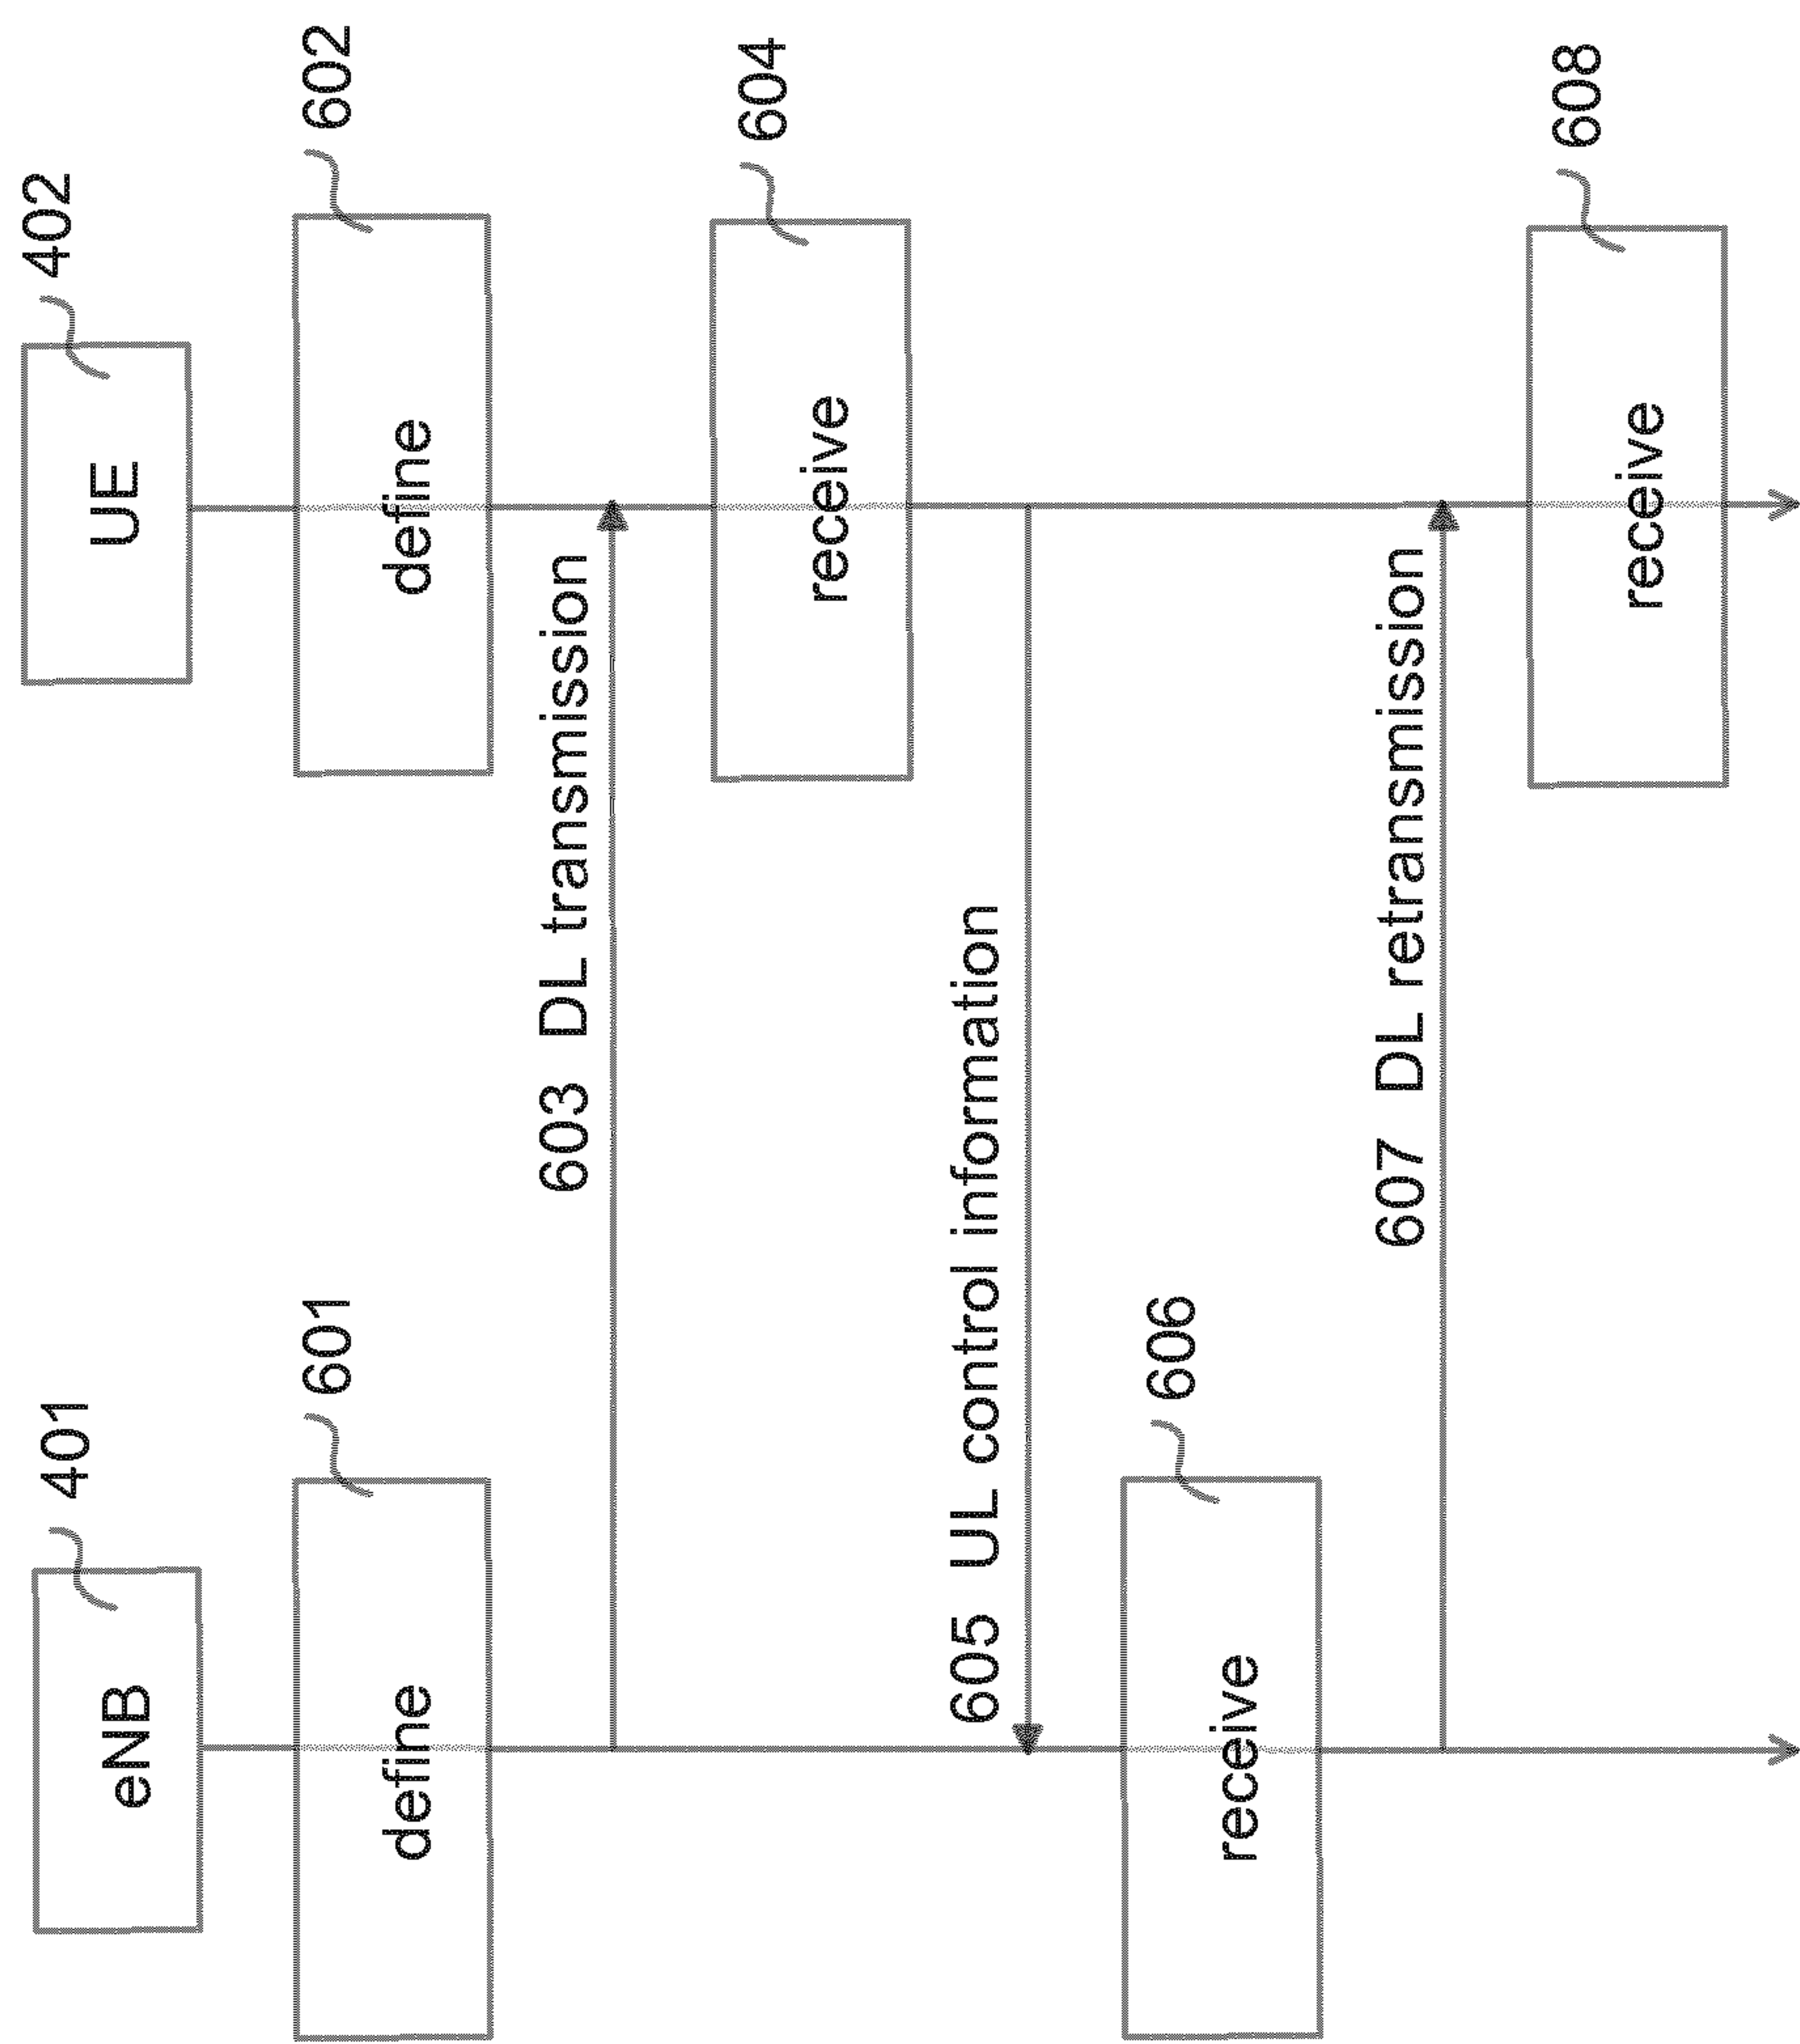 eNB
401
UE
402
define
601
define
602
603 DL transmission
receive
604
605 UL control information
receive
606
607 DL retransmission
receive
608